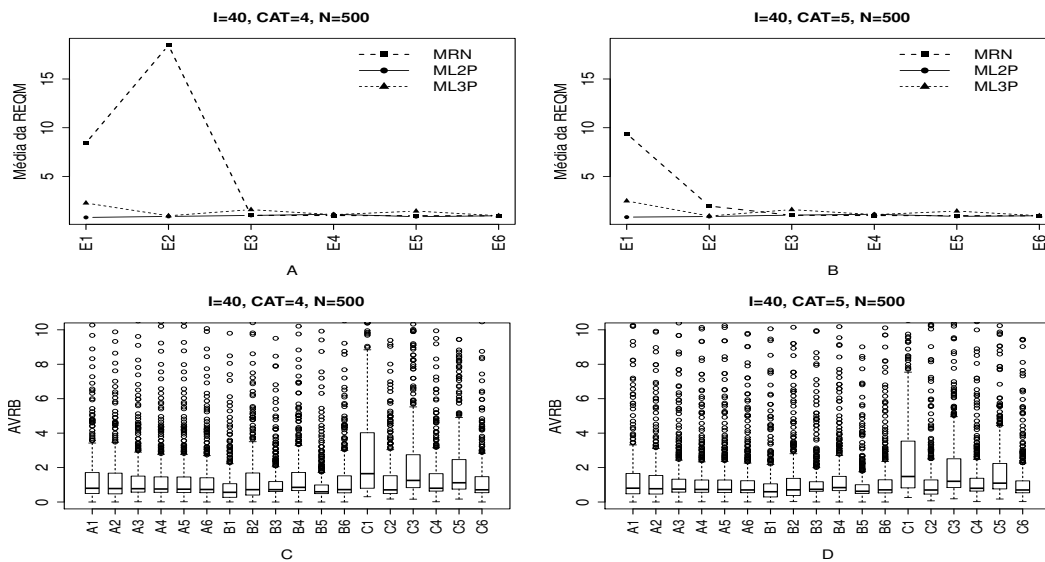 I=40, CAT=4, N=500
Média da REQM
15
10
5
MRN
ML2P
ML3P
E1 E2 E3 E4 E5 E6
A
I=40, CAT=5, N=500
Média da REQM
15
10
5
MRN
ML2P
ML3P
E1 E2 E3 E4 E5 E6
B
I=40, CAT=4, N=500
AVRB
10
8
6
4
2
0
A1 A2 A3 A4 A5 A6 B1 B2 B3 B4 B5 B6 C1 C2 C3 C4 C5 C6
C
I=40, CAT=5, N=500
AVRB
10
8
6
4
2
0
A1 A2 A3 A4 A5 A6 B1 B2 B3 B4 B5 B6 C1 C2 C3 C4 C5 C6
D